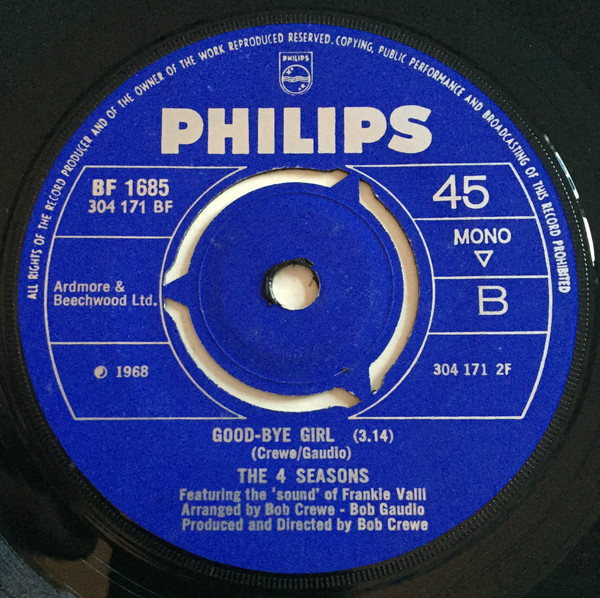 ALL RIGHTS OF THE RECORD PRODUCER AND OF THE OWNER OF THE WORK REPRODUCED RESERVED. COPYING, PUBLIC PERFORMANCE AND BROADCASTING OF THIS RECORD PROHIBITED
PHILIPS
PHILIPS
BF 1685
304 171 BF
45
MONO
B
Ardmore &
Beechwood Ltd.
℗ 1968
304 171 2F
GOOD-BYE GIRL (3.14)
(Crewe/Gaudio)
THE 4 SEASONS
Featuring the 'sound' of Frankie Valli
Arranged by Bob Crewe - Bob Gaudio
Produced and Directed by Bob Crewe